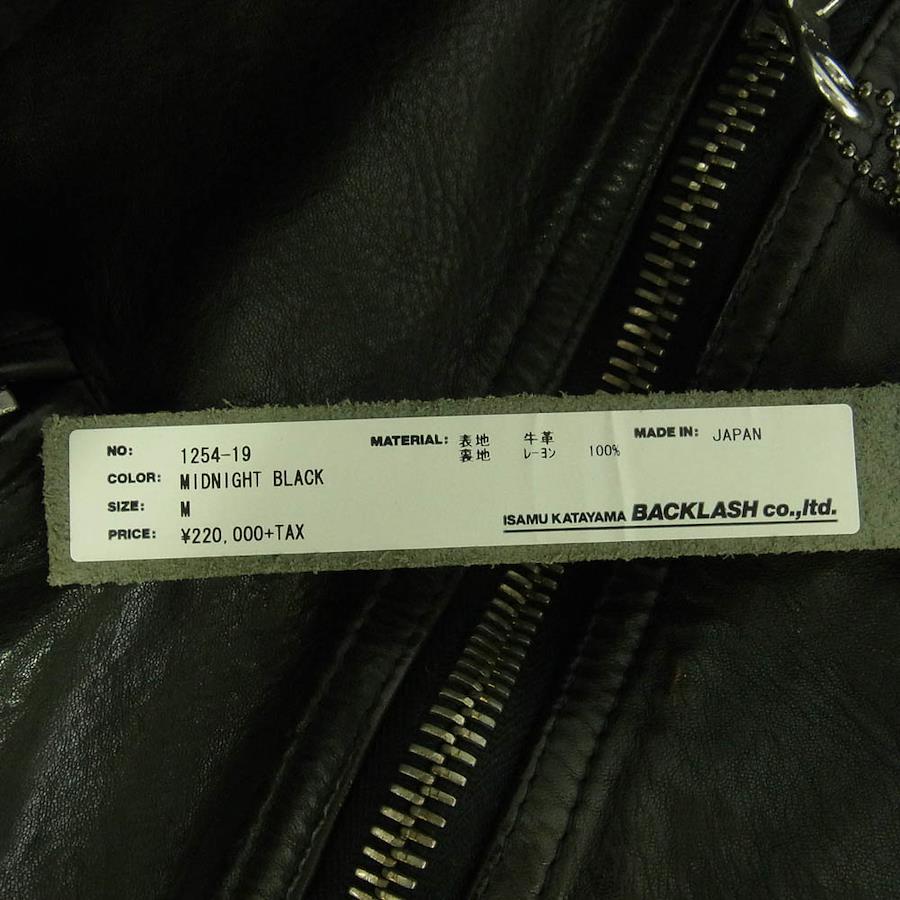 NO: 1254-19
COLOR: MIDNIGHT BLACK
SIZE: M
PRICE: ¥220,000+TAX
MATERIAL: 表地 牛革
裏地 ﾚｰﾖﾝ 100%
MADE IN: JAPAN
ISAMU KATAYAMA BACKLASH co.,ltd.